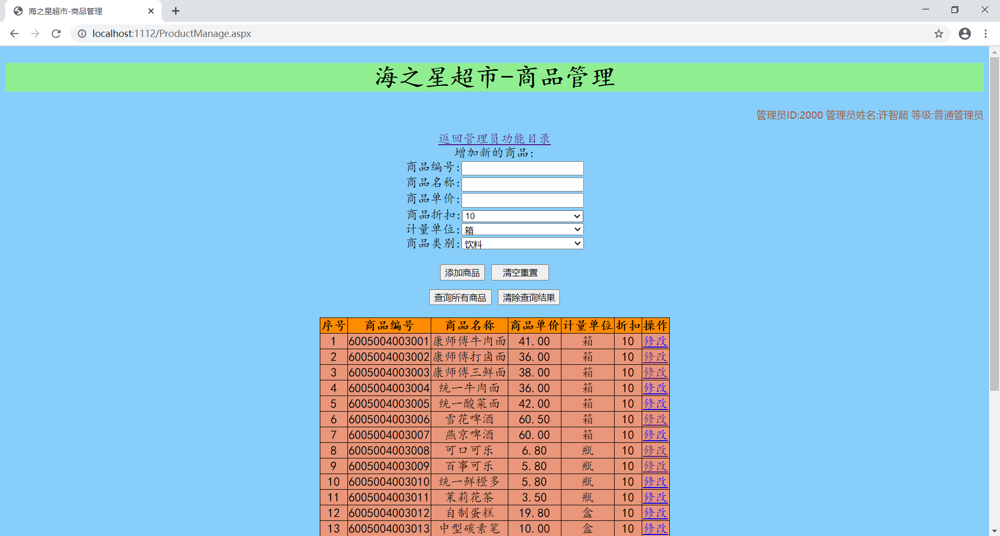 海之星超市-商品管理
localhost:1112/ProductManage.aspx
海之星超市-商品管理
管理员ID:2000 管理员姓名:许智超 等级:普通管理员
返回管理员功能目录
增加新的商品:
商品编号:
商品名称:
商品单价:
商品折扣: 10
计量单位: 箱
商品类别: 饮料
添加商品 清空重置
查询所有商品 清除查询结果
序号 商品编号 商品名称 商品单价 计量单位 折扣 操作
1 6005004003001 康师傅牛肉面 41.00 箱 10 修改
2 6005004003002 康师傅打卤面 36.00 箱 10 修改
3 6005004003003 康师傅三鲜面 38.00 箱 10 修改
4 6005004003004 统一牛肉面 36.00 箱 10 修改
5 6005004003005 统一酸菜面 42.00 箱 10 修改
6 6005004003006 雪花啤酒 60.50 箱 10 修改
7 6005004003007 燕京啤酒 60.00 箱 10 修改
8 6005004003008 可口可乐 6.80 瓶 10 修改
9 6005004003009 百事可乐 5.80 瓶 10 修改
10 6005004003010 统一鲜橙多 5.80 瓶 10 修改
11 6005004003011 茉莉花茶 3.50 瓶 10 修改
12 6005004003012 自制蛋糕 19.80 盒 10 修改
13 6005004003013 中型碳素笔 10.00 盒 10 修改